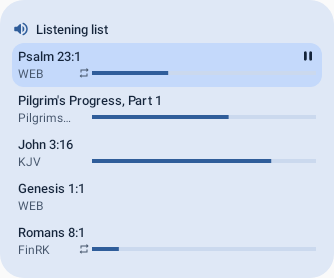 Listening list
Psalm 23:1
WEB
Pilgrim's Progress, Part 1
Pilgrims...
John 3:16
KJV
Genesis 1:1
WEB
Romans 8:1
FinRK